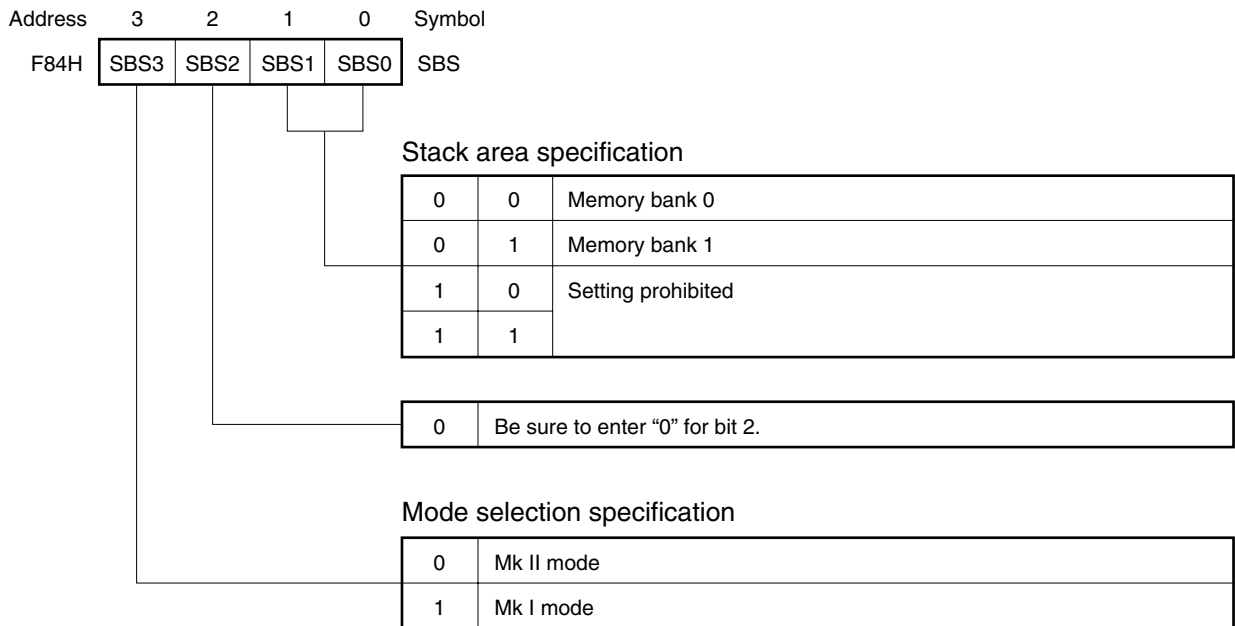 Address 3 2 1 0 Symbol
F84H SBS3 SBS2 SBS1 SBS0 SBS
Stack area specification
0 0 Memory bank 0
0 1 Memory bank 1
1 0 Setting prohibited
1 1
0 Be sure to enter “0” for bit 2.
Mode selection specification
0 Mk II mode
1 Mk I mode